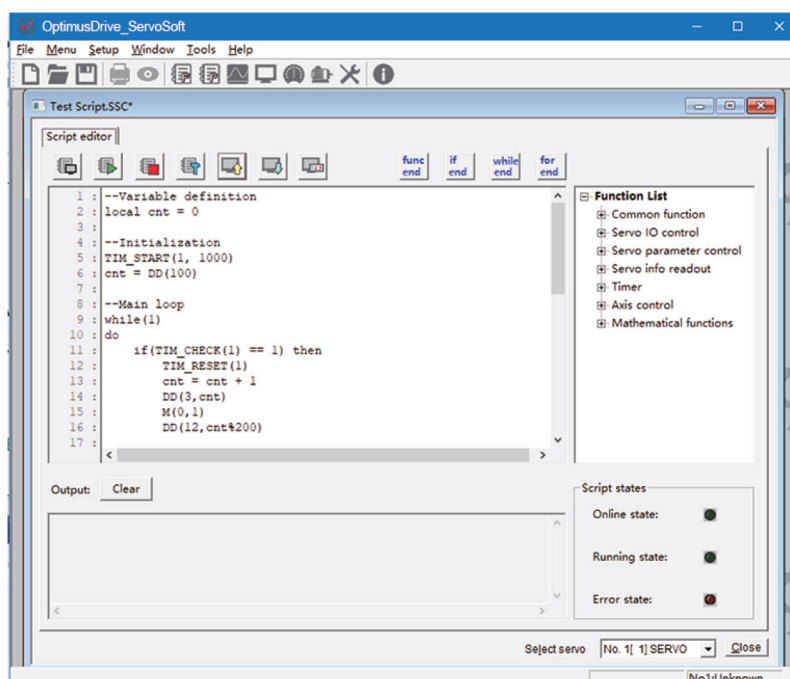 OptimusDrive_ServoSoft
File Menu Setup Window Tools Help
Test Script.SSC*
Script editor
func end
if end
while end
for end
1 : --Variable definition
2 : local cnt = 0
3 :
4 : --Initialization
5 : TIM_START(1, 1000)
6 : cnt = DD(100)
7 :
8 : --Main loop
9 : while(1)
10 : do
11 :     if(TIM_CHECK(1) == 1) then
12 :         TIM_RESET(1)
13 :         cnt = cnt + 1
14 :         DD(3,cnt)
15 :         M(0,1)
16 :         DD(12,cnt%200)
17 :
Function List
Common function
Servo IO control
Servo parameter control
Servo info readout
Timer
Axis control
Mathematical functions
Output: Clear
Script states
Online state:
Running state:
Error state:
Select servo No. 1[ 1] SERVO Close
No1:Unknown